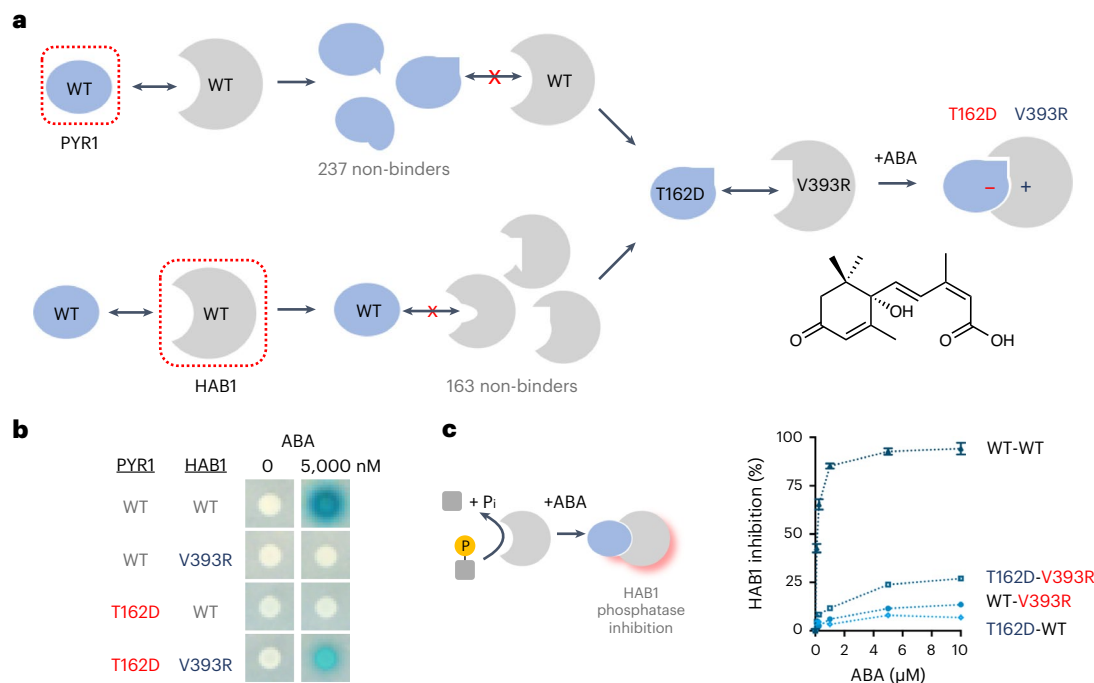 a
WT
WT
PYR1
237 non-binders
X
WT
WT
WT
HAB1
WT
X
163 non-binders
T162D
V393R
+ABA
T162D V393R
– +
O
OH
O
OH
b
ABA
PYR1 HAB1 0 5,000 nM
WT WT
WT V393R
T162D WT
T162D V393R
c
+ Pi
+ABA
P
HAB1
phosphatase
inhibition
HAB1 inhibition (%)
100
75
50
25
0
0 2 4 6 8 10
ABA (µM)
WT-WT
T162D-V393R
WT-V393R
T162D-WT